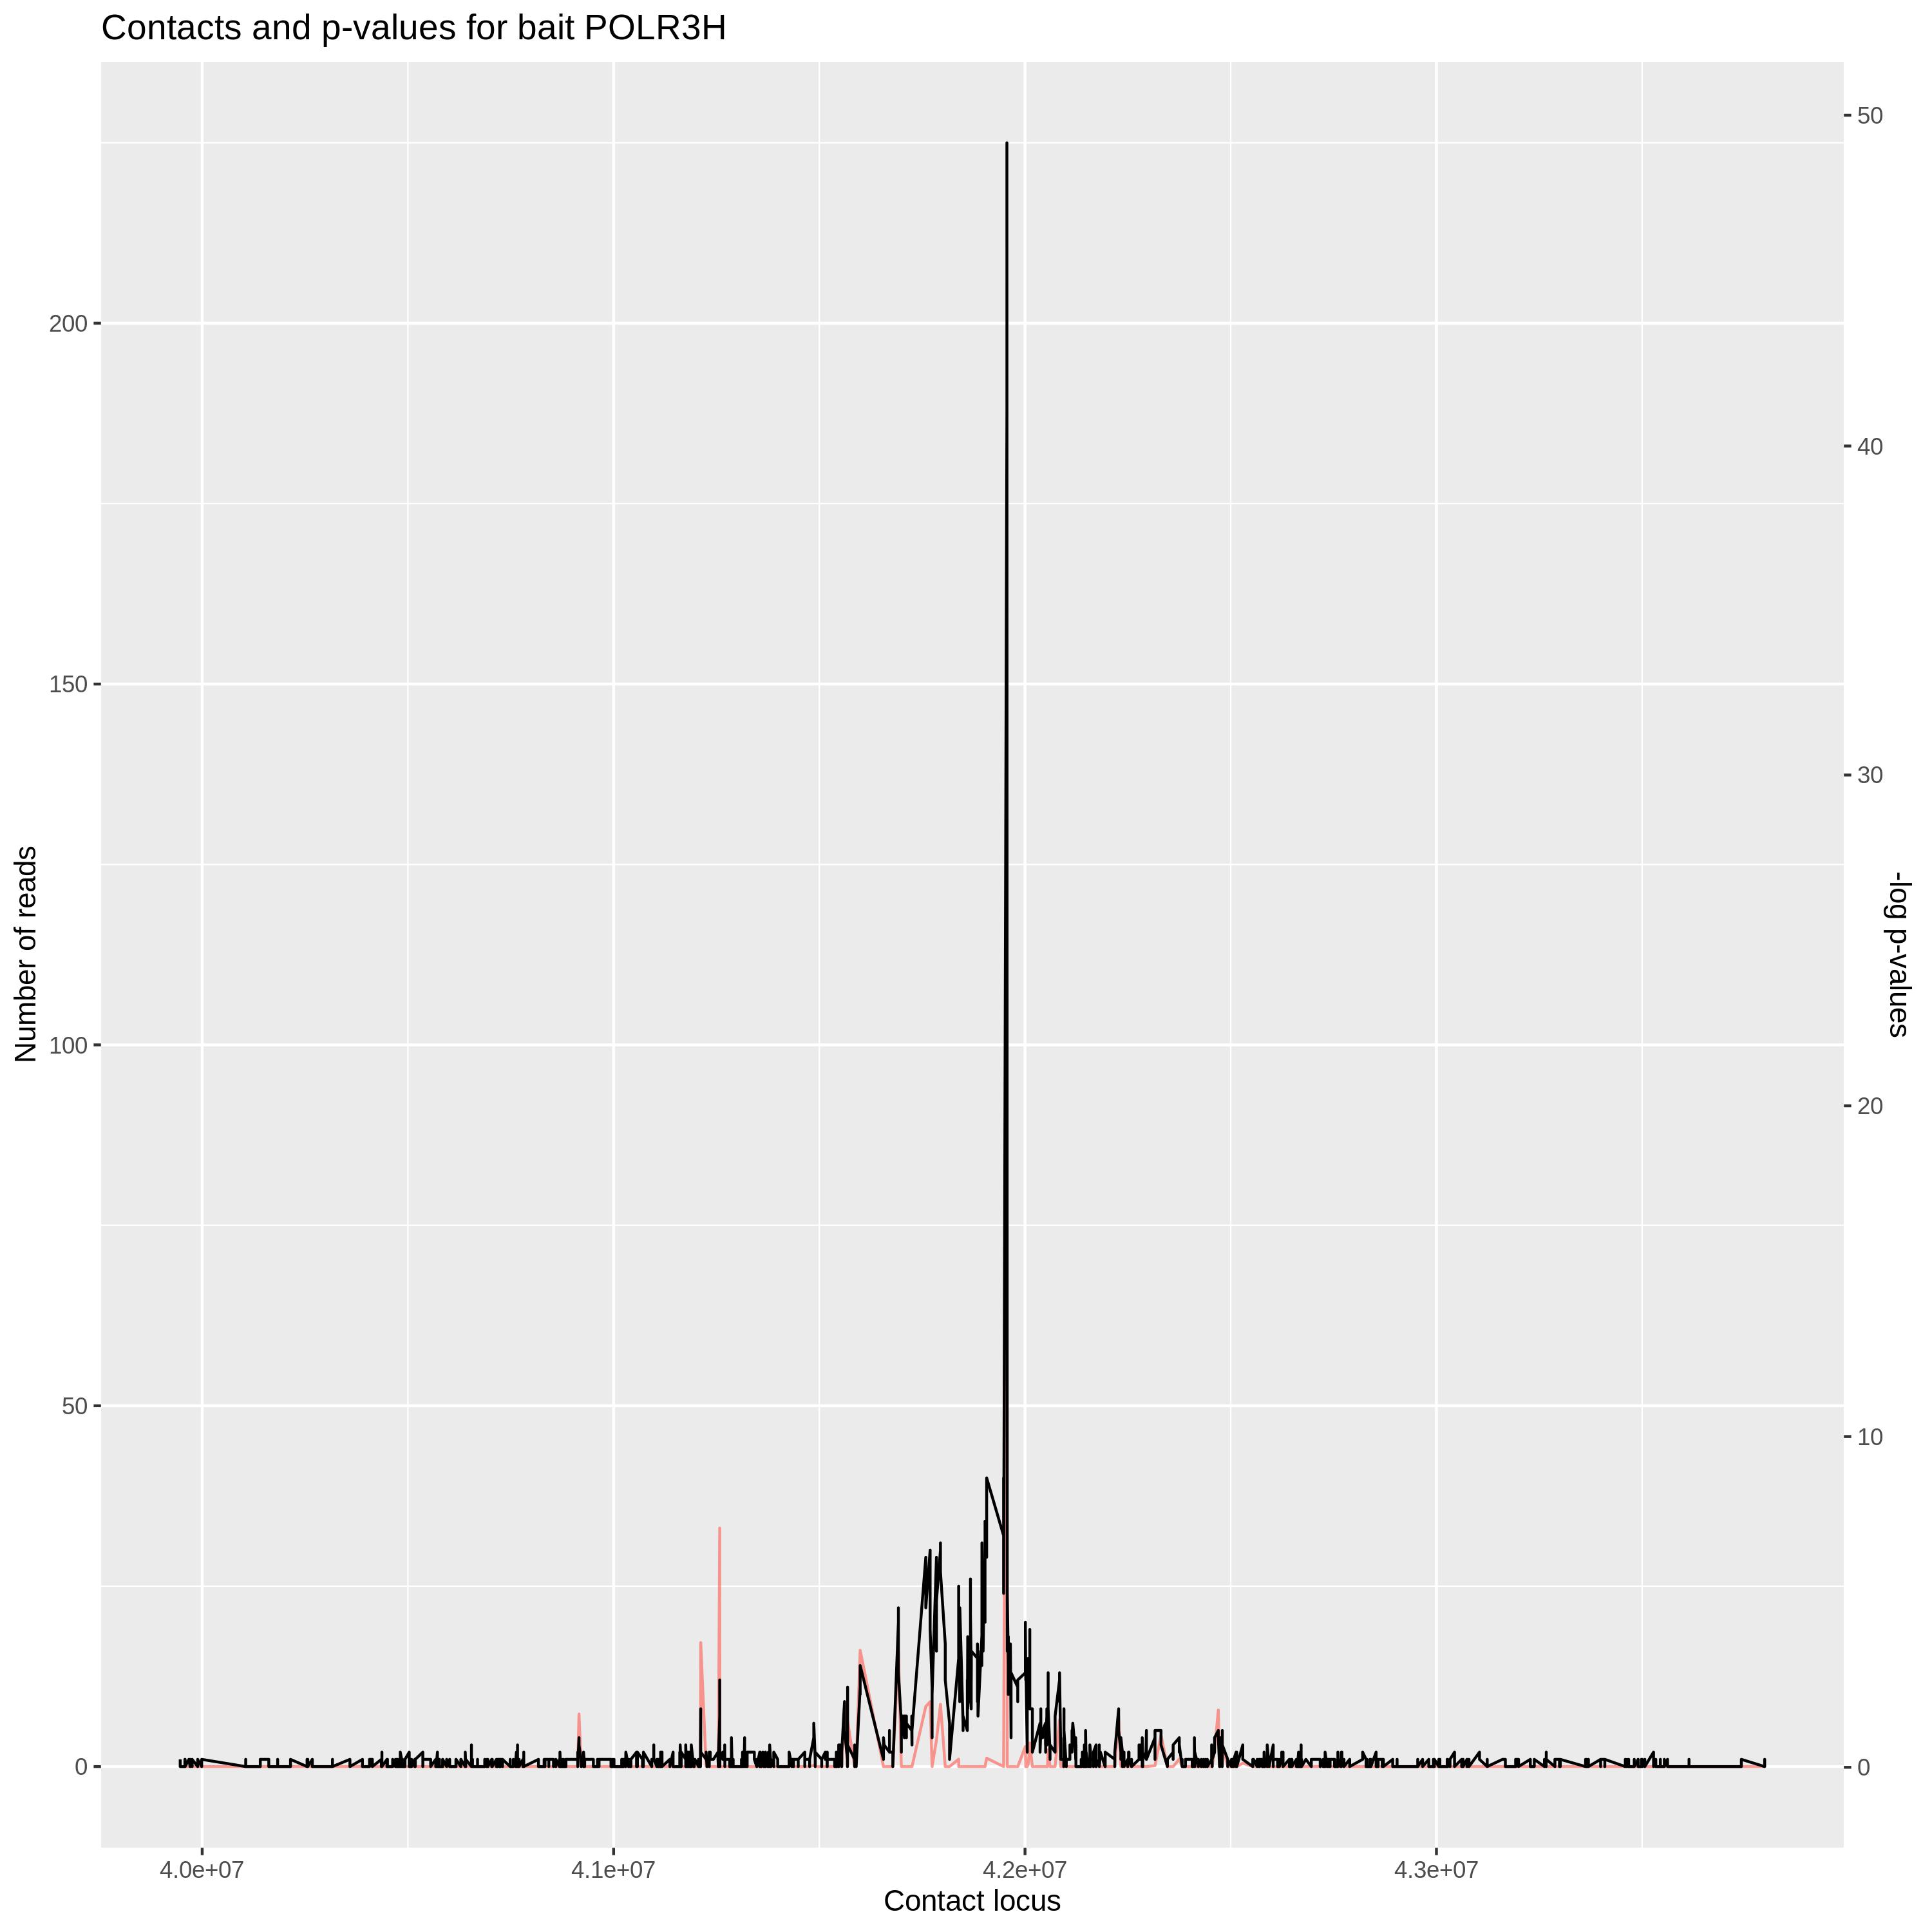 Contacts and p-values for bait POLR3H
Number of reads
200
150
100
50
0
50
40
30
20
10
0
-log p-values
4.0e+07
4.1e+07
4.2e+07
4.3e+07
Contact locus